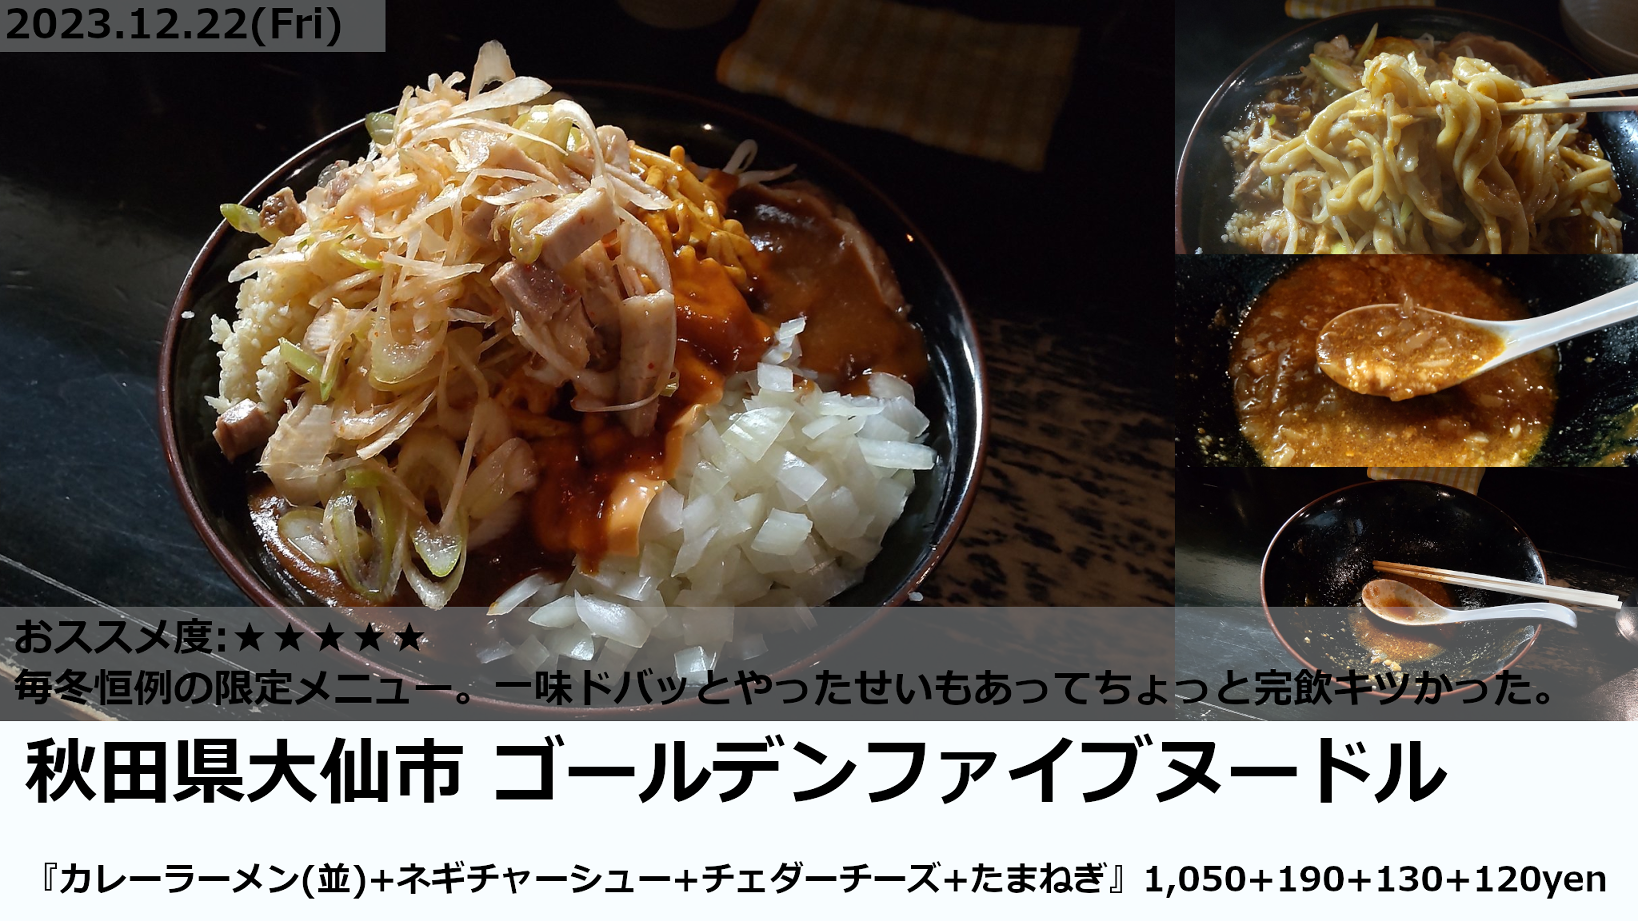 2023.12.22(Fri)
おススメ度:★★★★★
毎冬恒例の限定メニュー。一味ドバッとやったせいもあってちょっと完飲キツかった。
秋田県大仙市 ゴールデンファイブヌードル
『カレーラーメン(並)+ネギチャーシュー+チェダーチーズ+たまねぎ』1,050+190+130+120yen